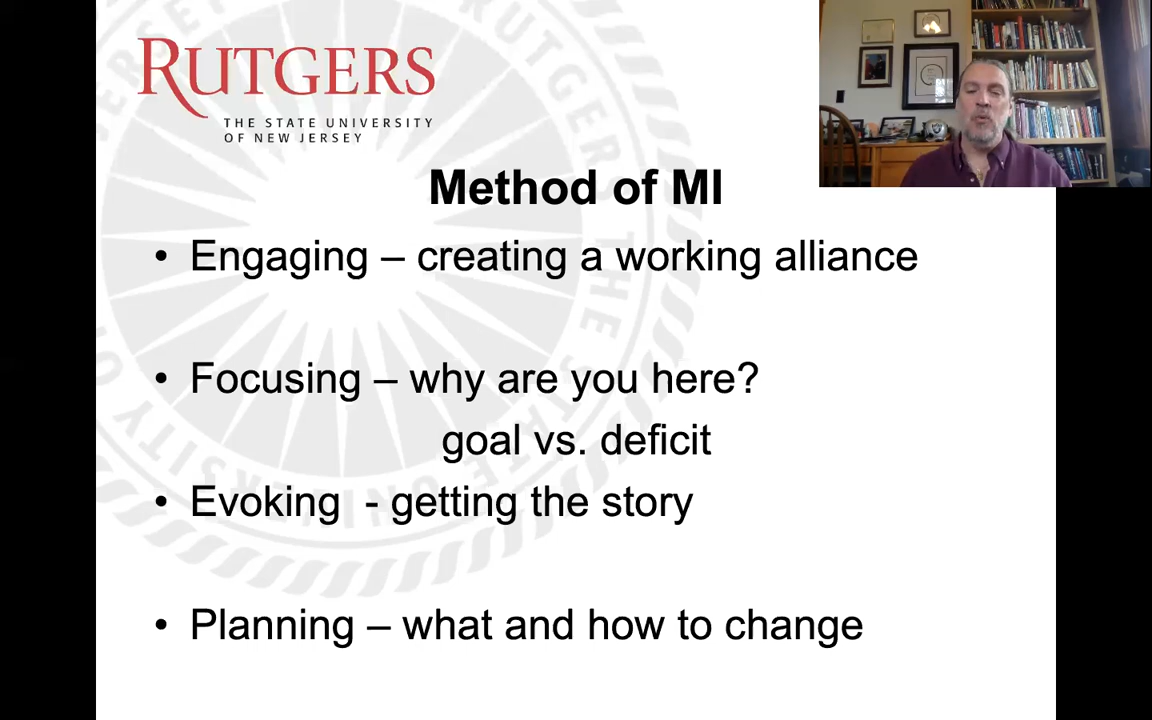 RUTGERS
THE STATE UNIVERSITY
OF NEW JERSEY
Method of MI
• Engaging – creating a working alliance
• Focusing – why are you here?
goal vs. deficit
• Evoking - getting the story
• Planning – what and how to change